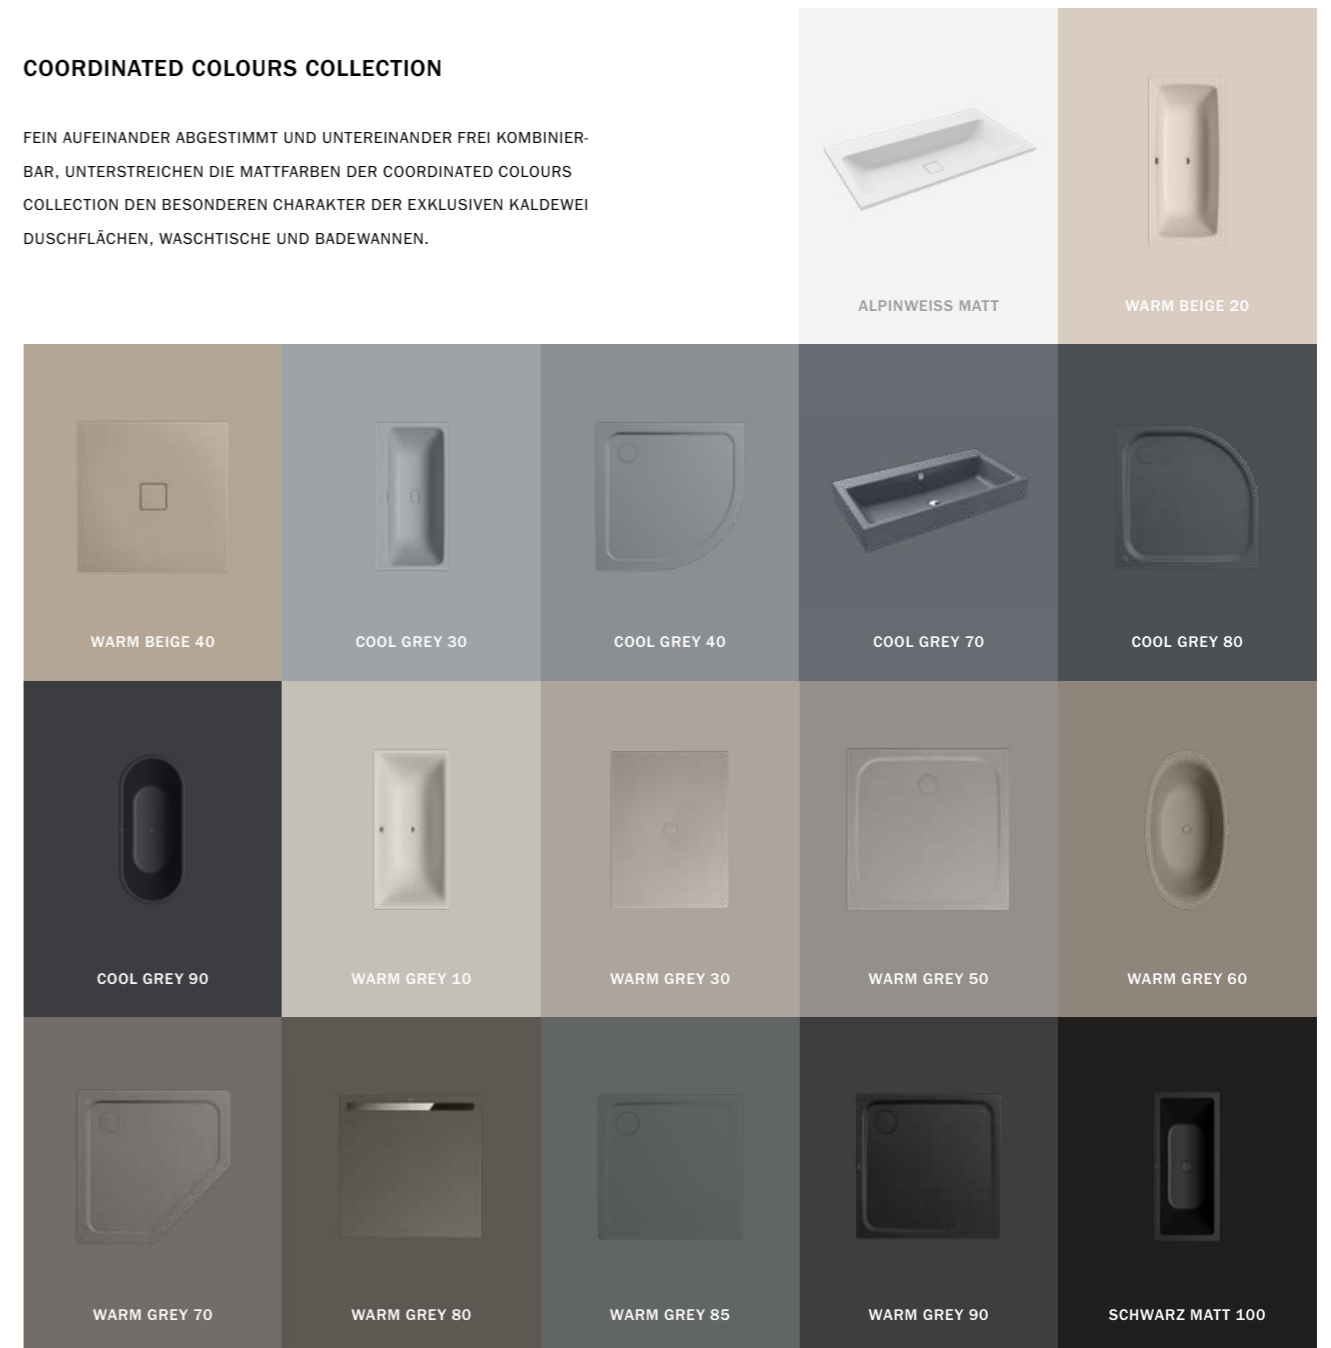 COORDINATED COLOURS COLLECTION
FEIN AUFEINANDER ABGESTIMMT UND UNTEREINANDER FREI KOMBINIER-
BAR, UNTERSTREICHEN DIE MATTFARBEN DER COORDINATED COLOURS
COLLECTION DEN BESONDEREN CHARAKTER DER EXKLUSIVEN KALDEWEI
DUSCHFLÄCHEN, WASCHTISCHE UND BADEWANNEN.
ALPINWEISS MATT
WARM BEIGE 20
WARM BEIGE 40
COOL GREY 30
COOL GREY 40
COOL GREY 70
COOL GREY 80
COOL GREY 90
WARM GREY 10
WARM GREY 30
WARM GREY 50
WARM GREY 60
WARM GREY 70
WARM GREY 80
WARM GREY 85
WARM GREY 90
SCHWARZ MATT 100